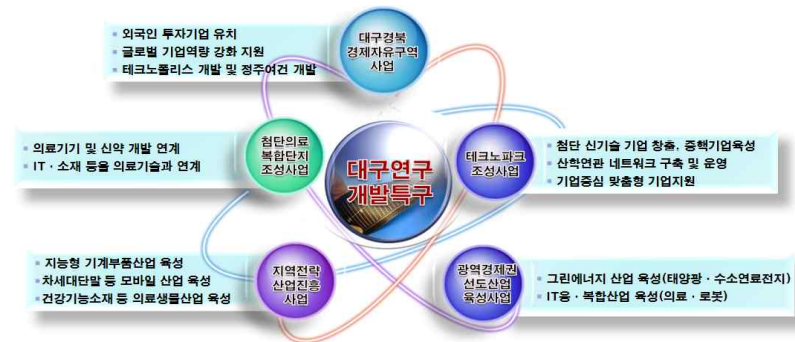 ▪ 외국인 투자기업 유치
▪ 글로벌 기업역량 강화 지원
▪ 테크노폴리스 개발 및 정주여건 개발
대구경북
경제자유구역
사업
▪ 의료기기 및 신약 개발 연계
▪ IT · 소재 등을 의료기술과 연계
첨단의료
복합단지
조성사업
대구연구
개발특구
테크노파크
조성사업
▪ 첨단 신기술 기업 창출, 중핵기업육성
▪ 산학연관 네트워크 구축 및 운영
▪ 기업중심 맞춤형 기업지원
▪ 지능형 기계부품산업 육성
▪ 차세대단말 등 모바일 산업 육성
▪ 건강기능소재 등 의료생물산업 육성
지역전략
산업진흥
사업
광역경제권
선도산업
육성사업
▪ 그린에너지 산업 육성(태양광 · 수소연료전지)
▪ IT융 · 복합산업 육성(의료 · 로봇)